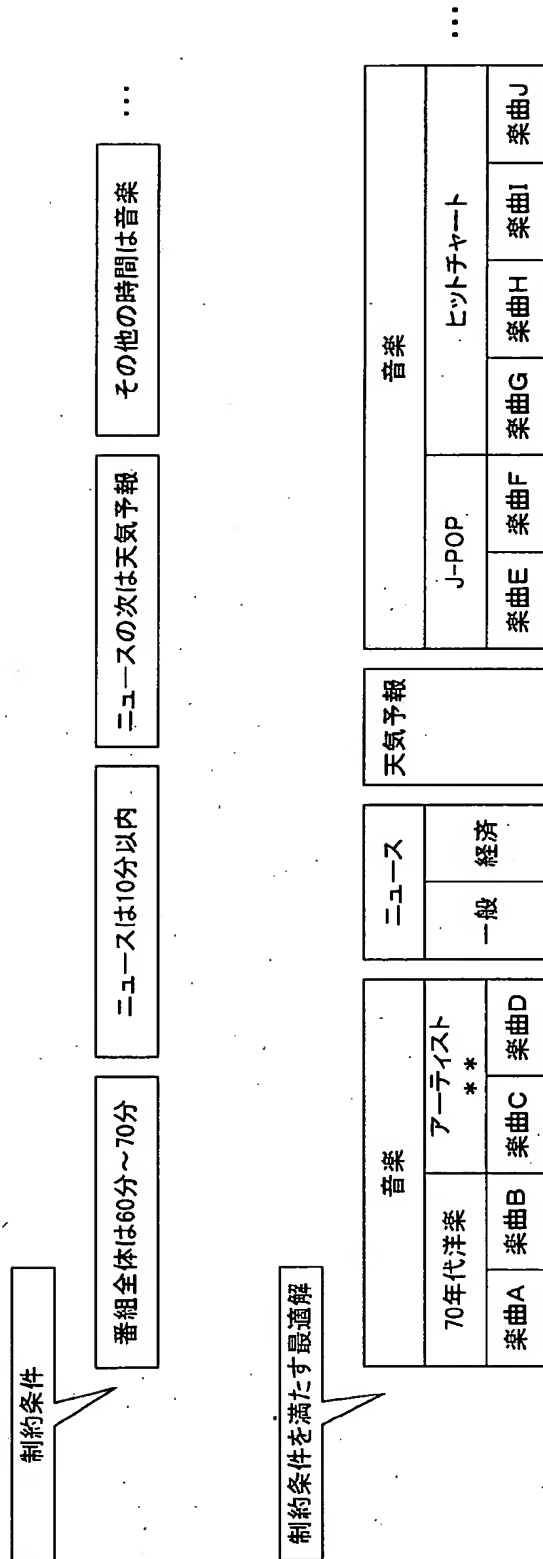 制約条件
番組全体は60分～70分
ニュースは10分以内
ニュースの次は天気予報
その他の時間は音楽
…
制約条件を満たす最適解
音楽
70年代洋楽
アーティスト
＊＊
楽曲A
楽曲B
楽曲C
楽曲D
ニュース
一般
経済
天気予報
音楽
J-POP
ヒットチャート
楽曲E
楽曲F
楽曲G
楽曲H
楽曲I
楽曲J
…